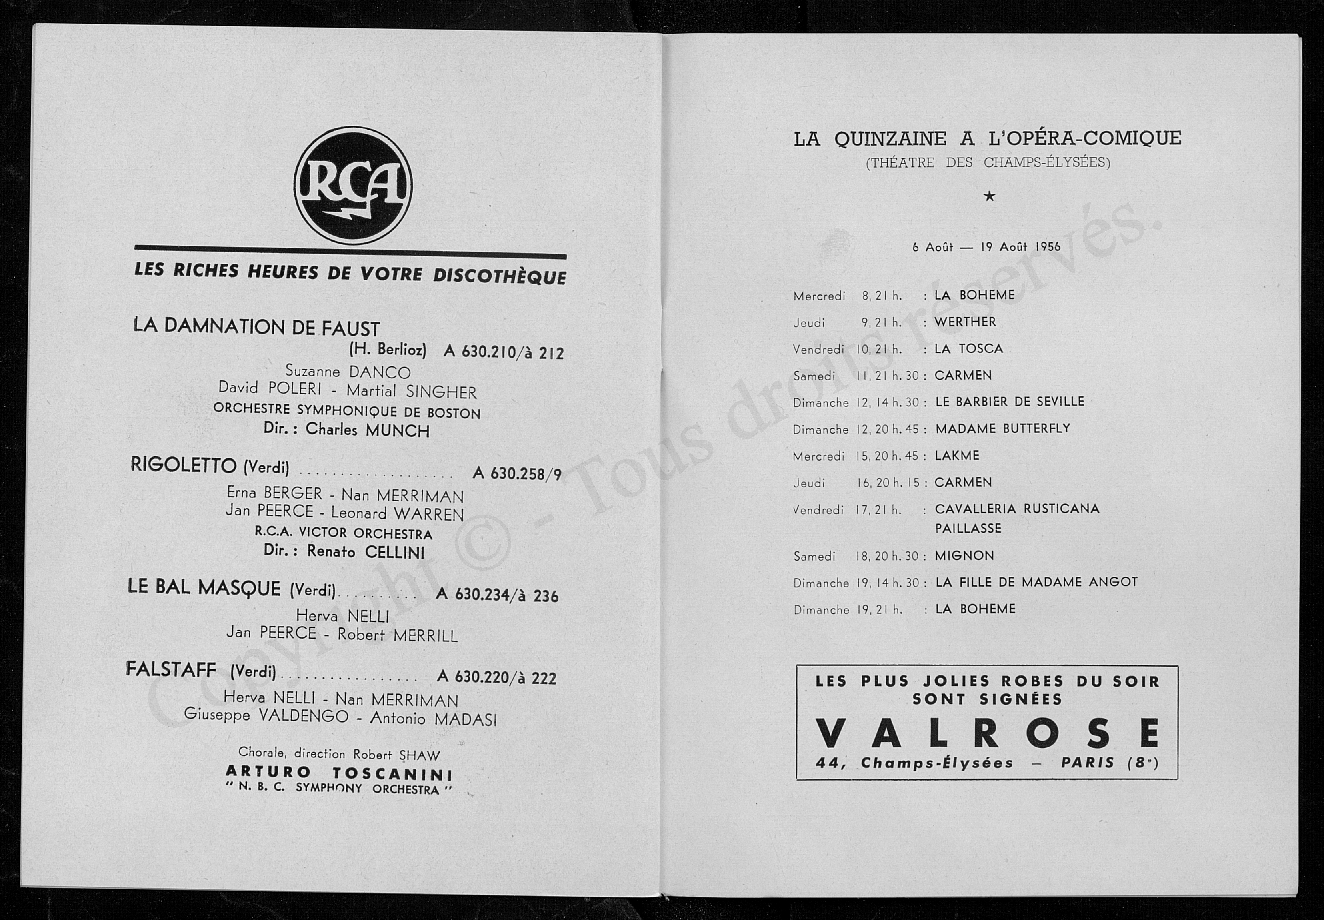 RCA
LES RICHES HEURES DE VOTRE DISCOTHÈQUE
LA DAMNATION DE FAUST
(H. Berlioz) A 630.210/à 212
Suzanne DANCO
David POLERI - Martial SINGHER
ORCHESTRE SYMPHONIQUE DE BOSTON
Dir. : Charles MUNCH
RIGOLETTO (Verdi) .................. A 630.258/9
Erna BERGER - Nan MERRIMAN
Jan PEERCE - Leonard WARREN
R.C.A. VICTOR ORCHESTRA
Dir. : Renato CELLINI
LE BAL MASQUE (Verdi).......... A 630.234/à 236
Herva NELLI
Jan PEERCE - Robert MERRILL
FALSTAFF (Verdi)................. A 630.220/à 222
Herva NELLI - Nan MERRIMAN
Giuseppe VALDENGO - Antonio MADASI
Chorale, direction Robert SHAW
ARTURO TOSCANINI
" N. B. C. SYMPHONY ORCHESTRA "
LA QUINZAINE A L'OPÉRA-COMIQUE
(THÉATRE DES CHAMPS-ÉLYSÉES)
★
6 Août — 19 Août 1956
Mercredi 8, 21 h. : LA BOHEME
Jeudi 9, 21 h. : WERTHER
Vendredi 10, 21 h. : LA TOSCA
Samedi 11, 21 h. 30 : CARMEN
Dimanche 12, 14 h. 30 : LE BARBIER DE SEVILLE
Dimanche 12, 20 h. 45 : MADAME BUTTERFLY
Mercredi 15, 20 h. 45 : LAKME
Jeudi 16, 20 h. 15 : CARMEN
Vendredi 17, 21 h. : CAVALLERIA RUSTICANA
PAILLASSE
Samedi 18, 20 h. 30 : MIGNON
Dimanche 19, 14 h. 30 : LA FILLE DE MADAME ANGOT
Dimanche 19, 21 h. : LA BOHEME
LES PLUS JOLIES ROBES DU SOIR
SONT SIGNÉES
VALROSE
44, Champs-Élysées — PARIS (8e)
Copyright © - Tous droits réservés.